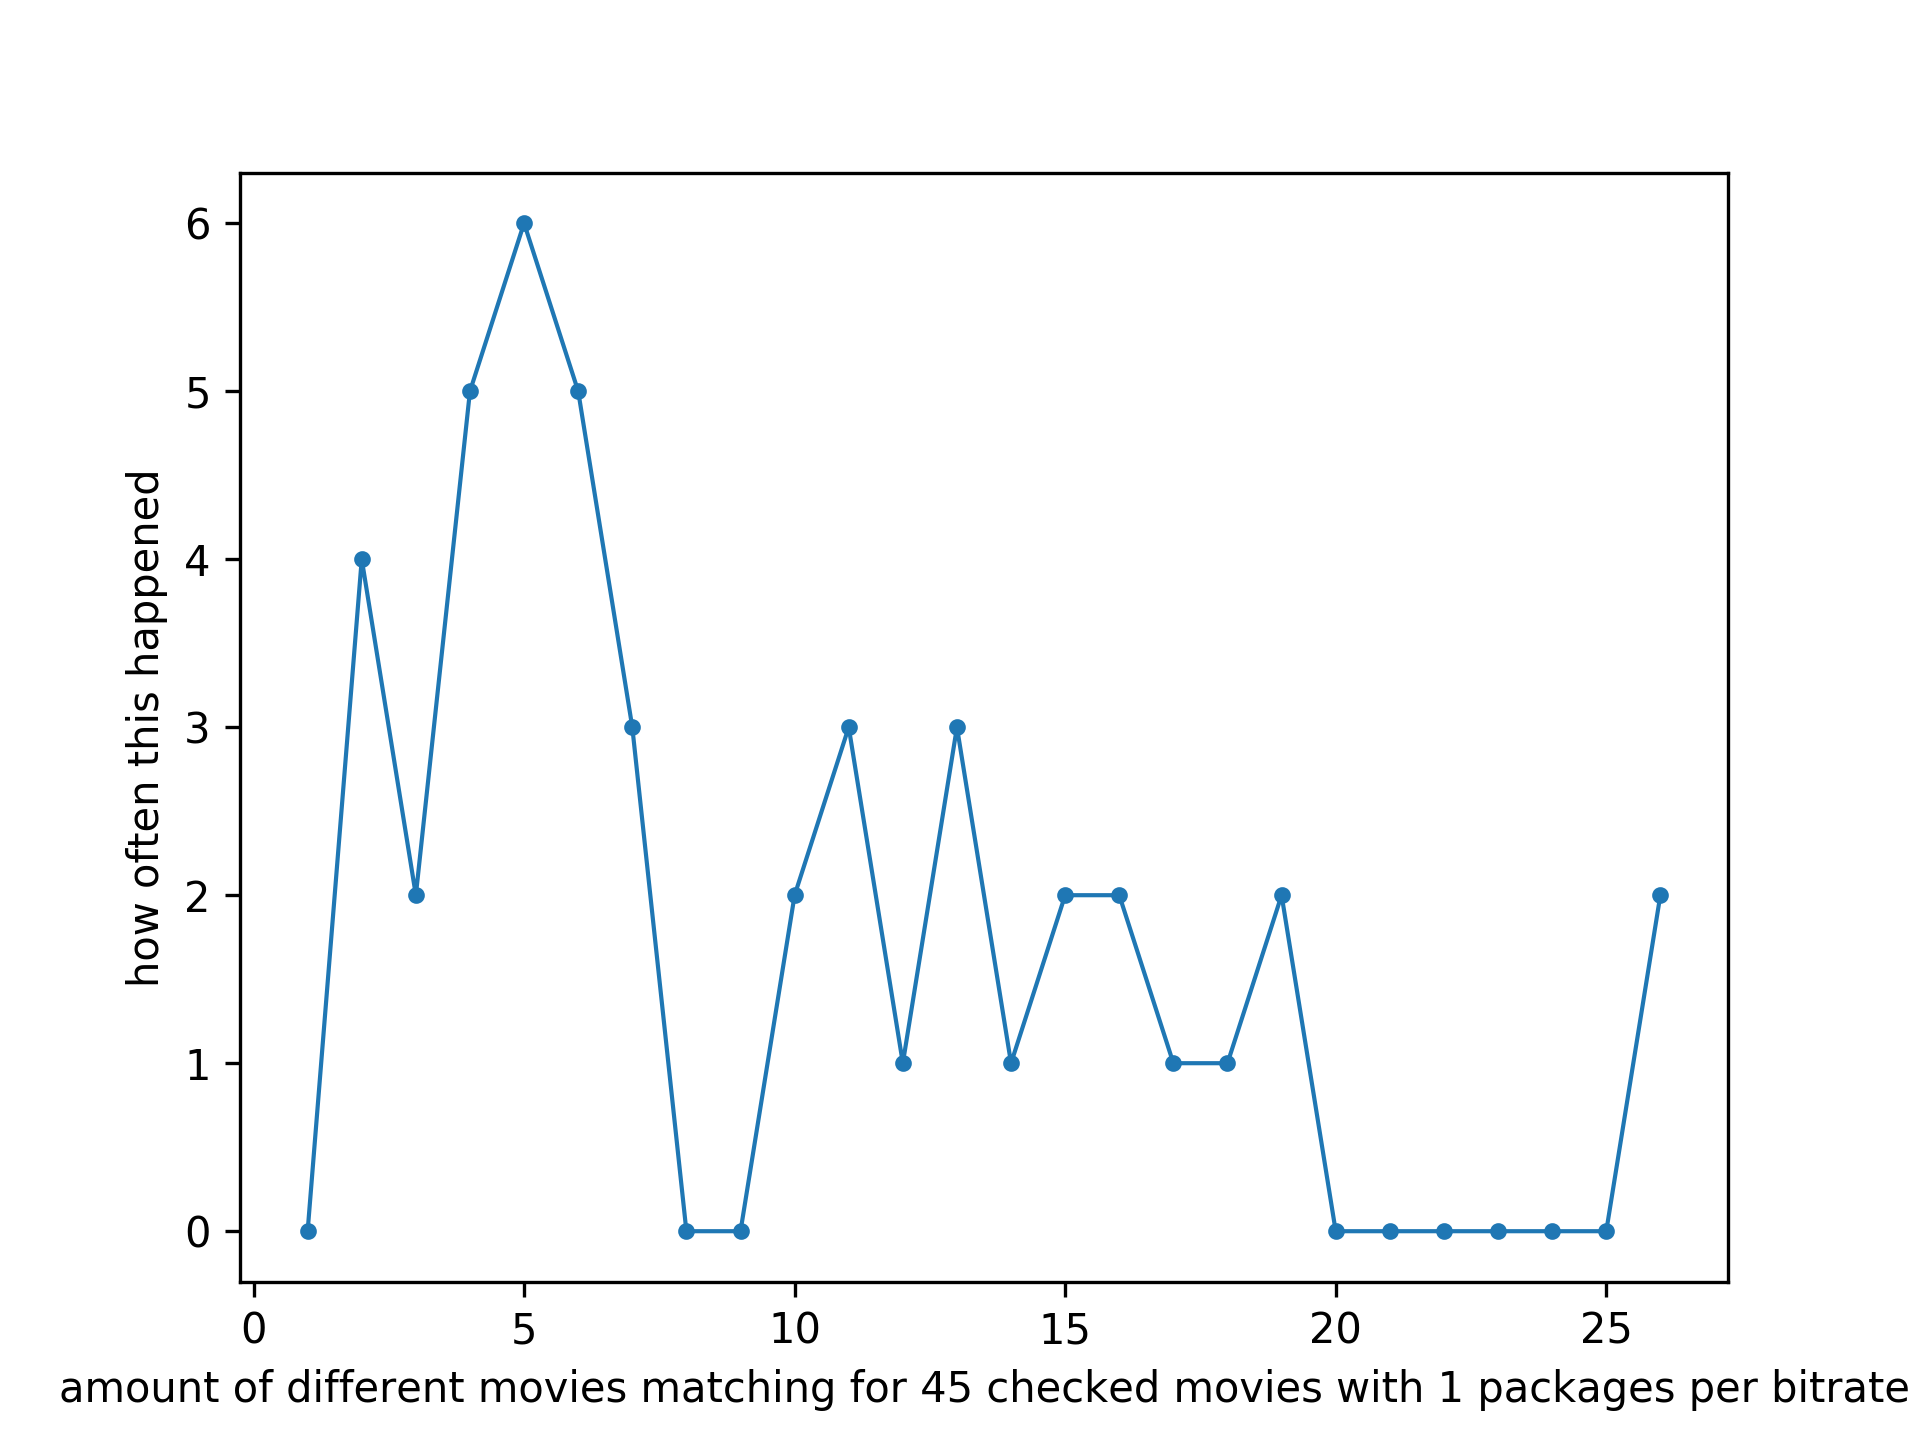 how often this happened
6
5
4
3
2
1
0
0 5 10 15 20 25
amount of different movies matching for 45 checked movies with 1 packages per bitrate